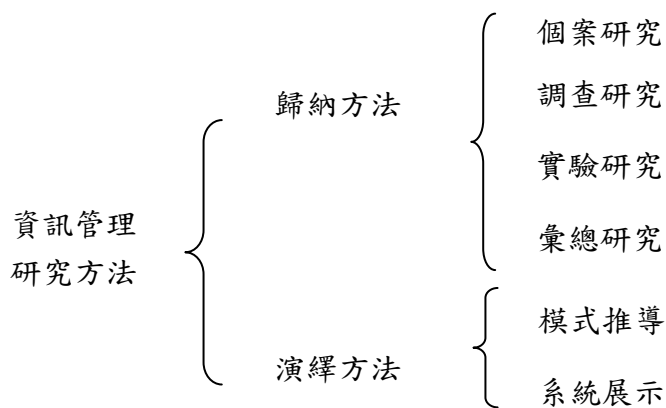 資訊管理
研究方法
歸納方法
個案研究
調查研究
實驗研究
彙總研究
演繹方法
模式推導
系統展示